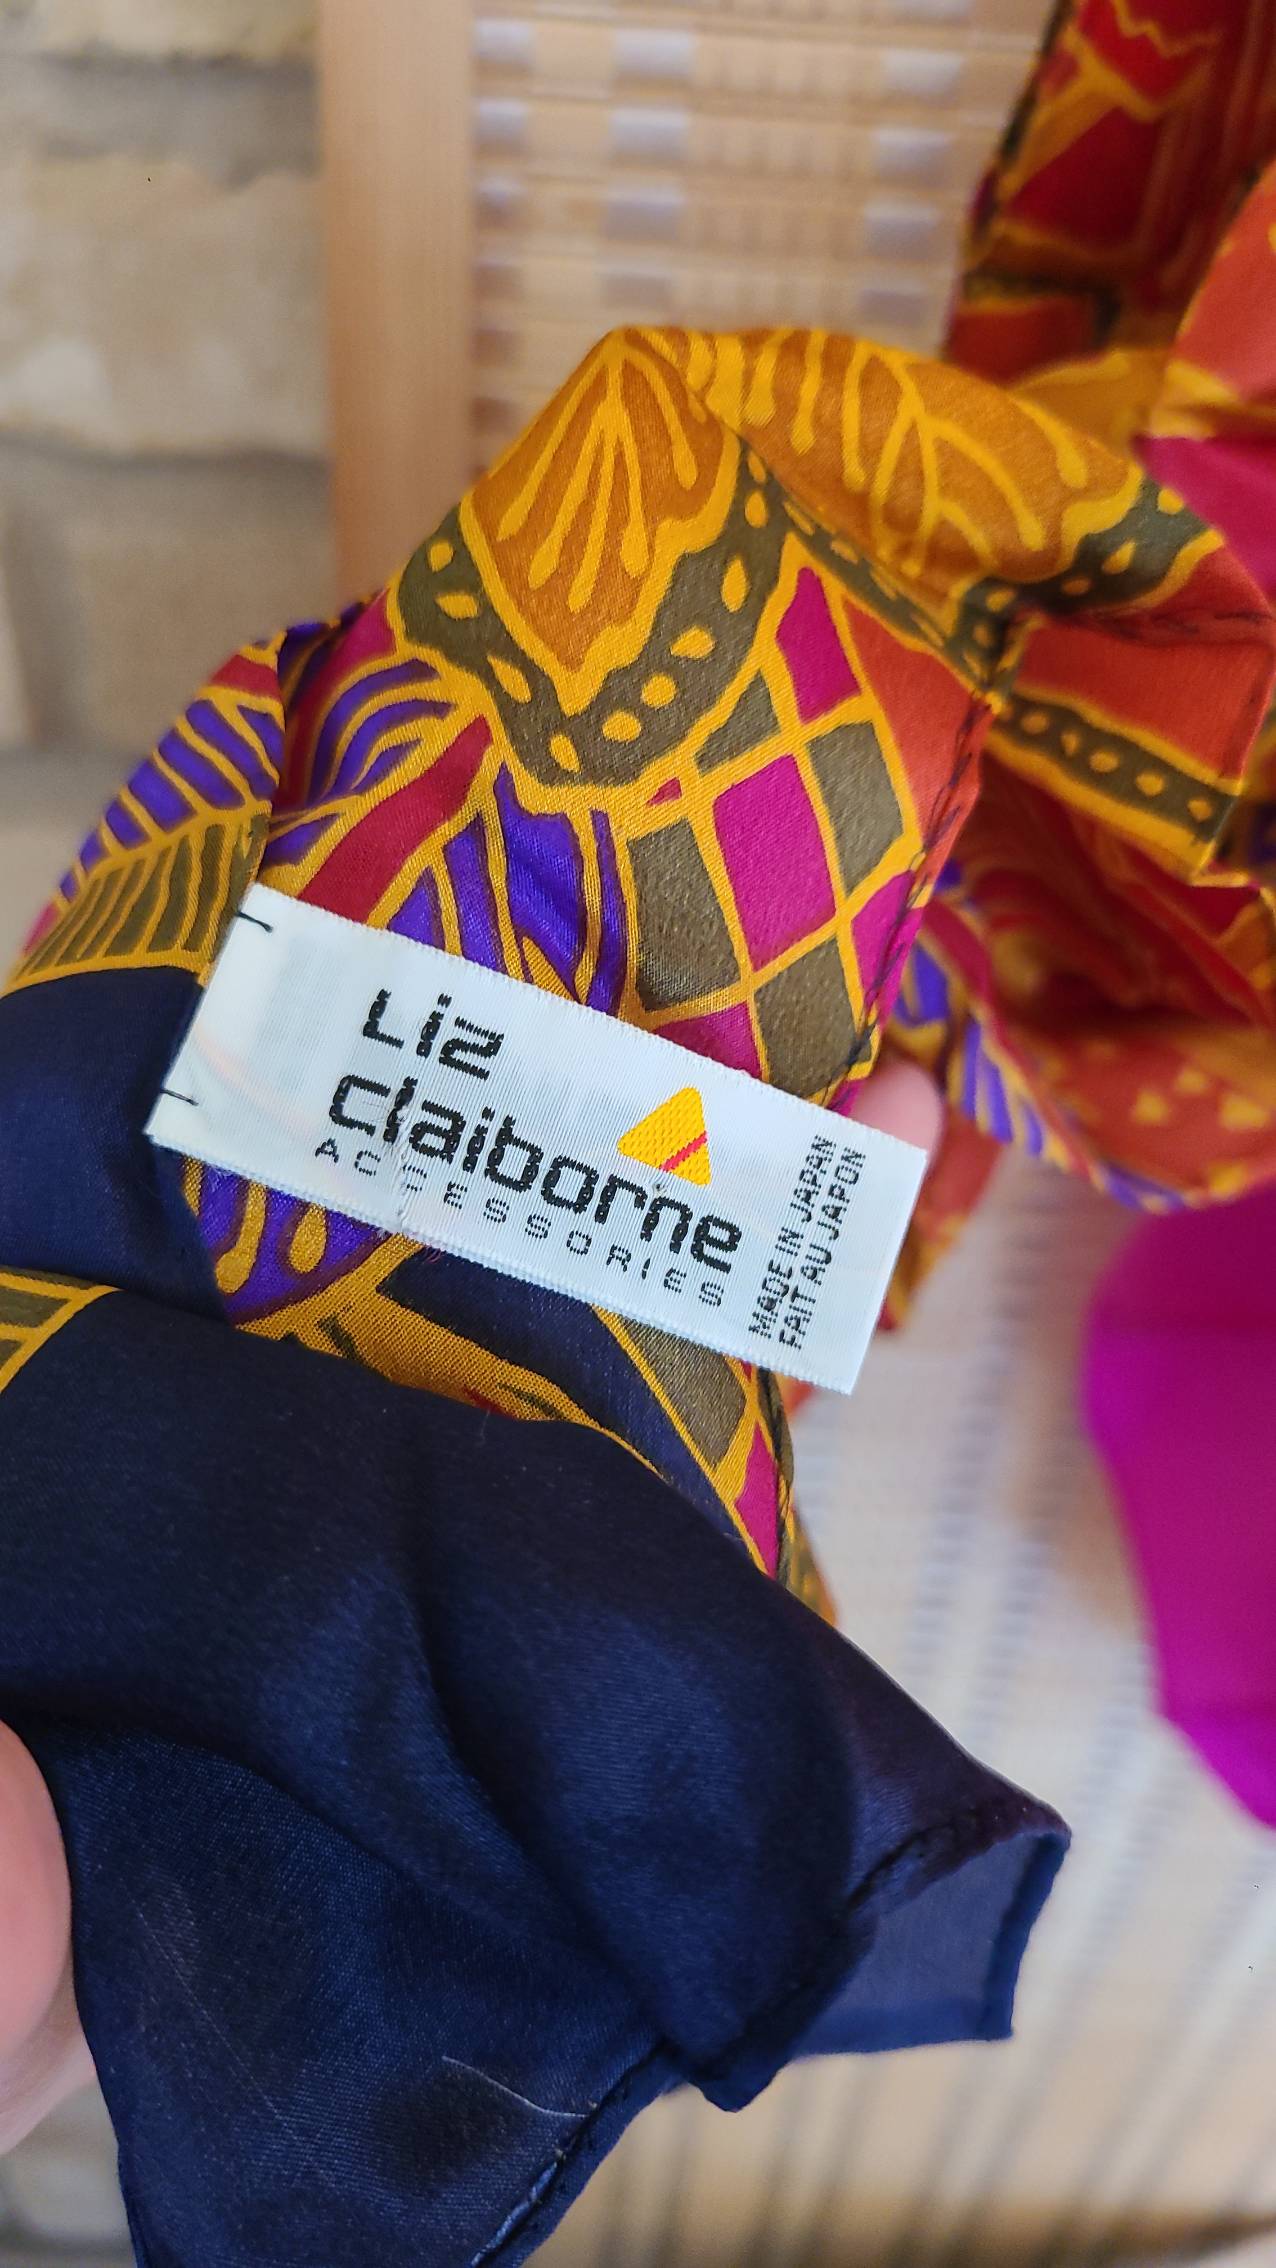 Liz
Claiborne
ACCESSORIES
MADE IN JAPAN
FAIT AU JAPON